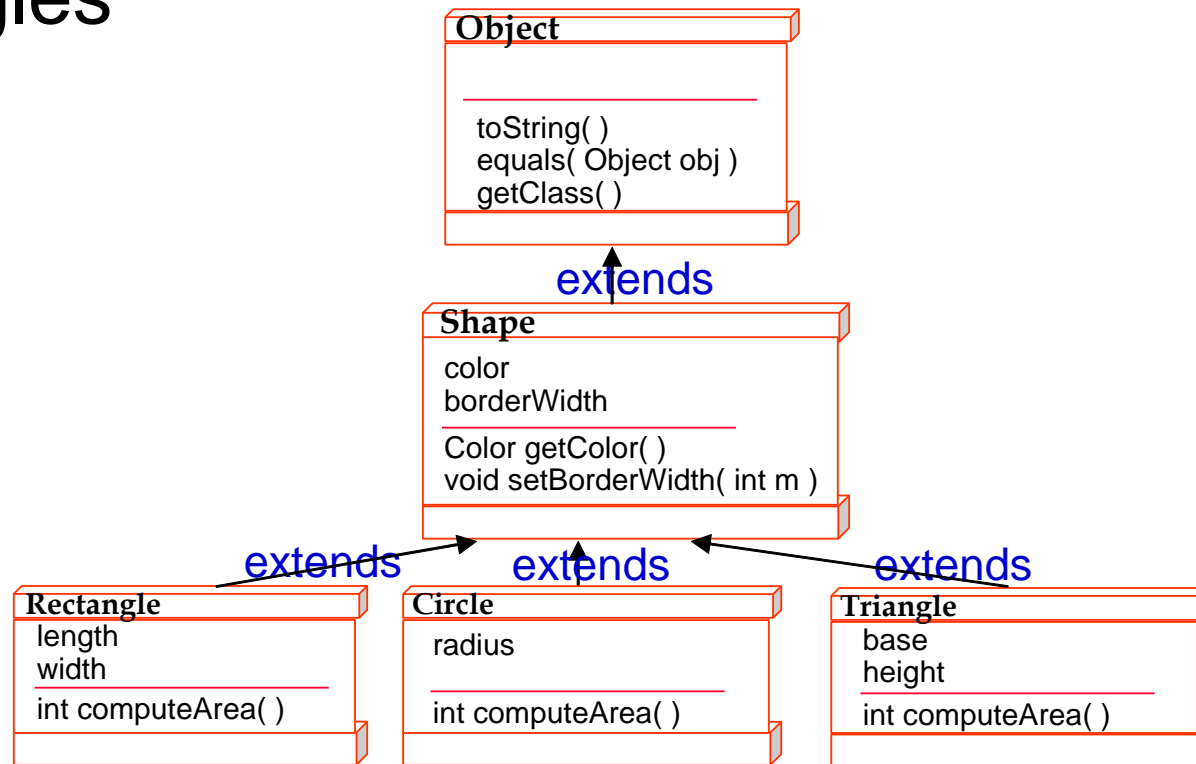 Object
toString( )
equals( Object obj )
getClass( )
extends
Shape
color
borderWidth
Color getColor( )
void setBorderWidth( int m )
extends
extends
extends
Rectangle
length
width
int computeArea( )
Circle
radius
int computeArea( )
Triangle
base
height
int computeArea( )